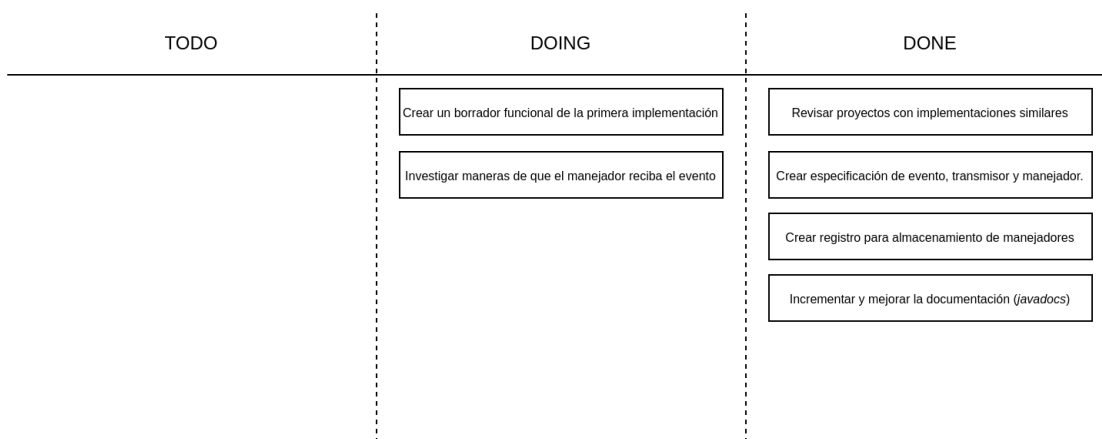 TODO
DOING
DONE
Crear un borrador funcional de la primera implementación
Investigar maneras de que el manejador reciba el evento
Revisar proyectos con implementaciones similares
Crear especificación de evento, transmisor y manejador.
Crear registro para almacenamiento de manejadores
Incrementar y mejorar la documentación (javadocs)